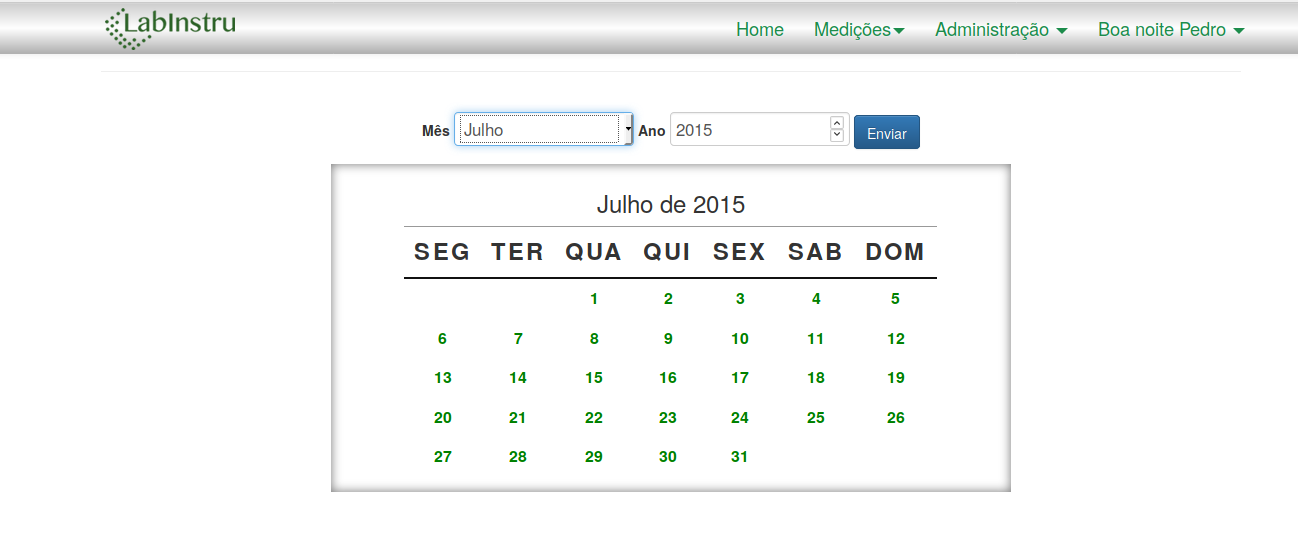 LabInstru Home Medições Administração Boa noite Pedro
Mês Julho Ano 2015 Enviar
Julho de 2015
SEG TER QUA QUI SEX SAB DOM
1 2 3 4 5
6 7 8 9 10 11 12
13 14 15 16 17 18 19
20 21 22 23 24 25 26
27 28 29 30 31